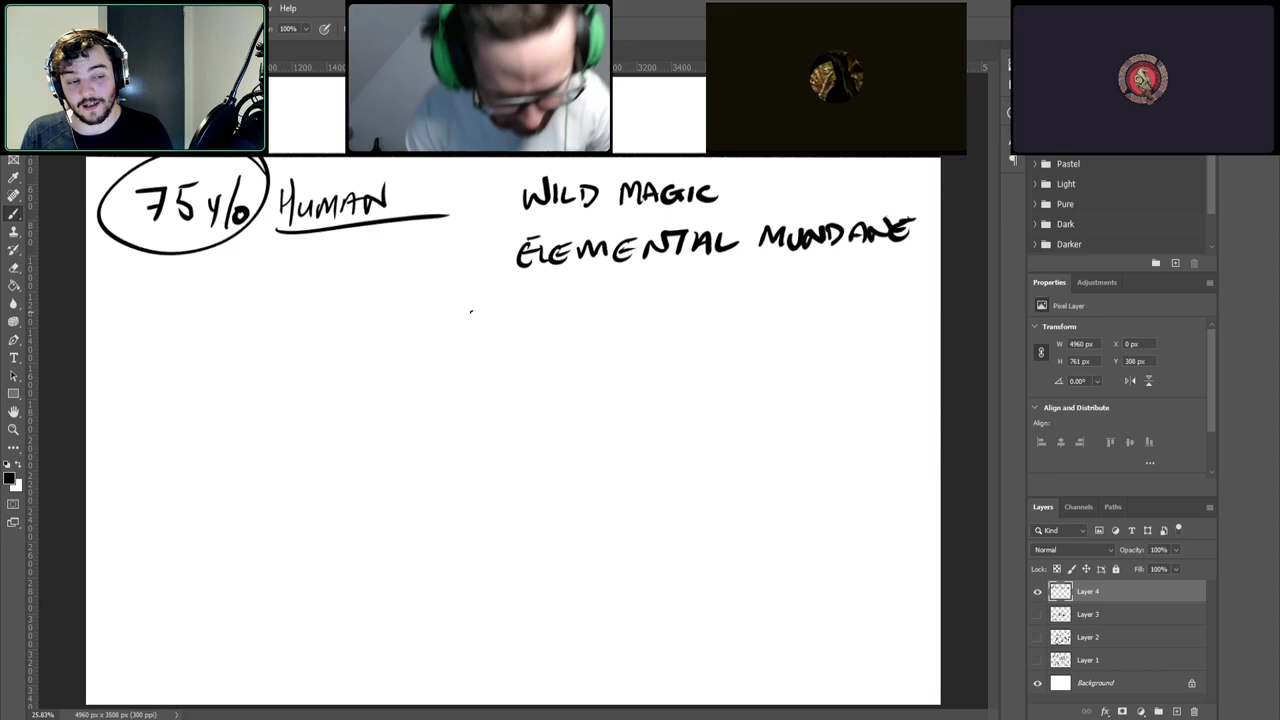 Help
100%
1200
1400
3200
3400
Pastel
Light
Pure
Dark
Darker
75 Y/O HUMAN
WILD MAGIC
ELEMENTAL MUNDANE
Properties Adjustments
Pixel Layer
Transform
W 4960 px X 0 px
H 761 px Y 308 px
0.00°
Align and Distribute
Align:
Layers Channels Paths
Kind
Normal Opacity: 100%
Lock: Fill: 100%
Layer 4
Layer 3
Layer 2
Layer 1
Background
25.83% 4960 px x 3508 px (300 ppi)